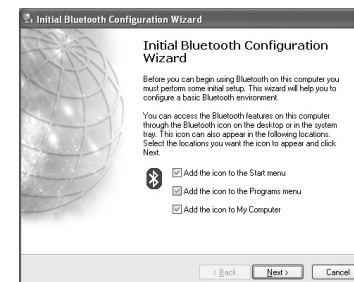 Initial Bluetooth Configuration Wizard
Initial Bluetooth Configuration
Wizard
Before you can begin using Bluetooth on this computer you
must perform some initial setup. This wizard will help you to
configure a basic Bluetooth environment.
You can access the Bluetooth features on this computer
through the Bluetooth icon on the desktop or in the system
tray. This icon can also appear in the following locations.
Select the locations you want the icon to appear and click
Next.
Add the icon to the Start menu
Add the icon to the Programs menu
Add the icon to My Computer
< Back
Next >
Cancel